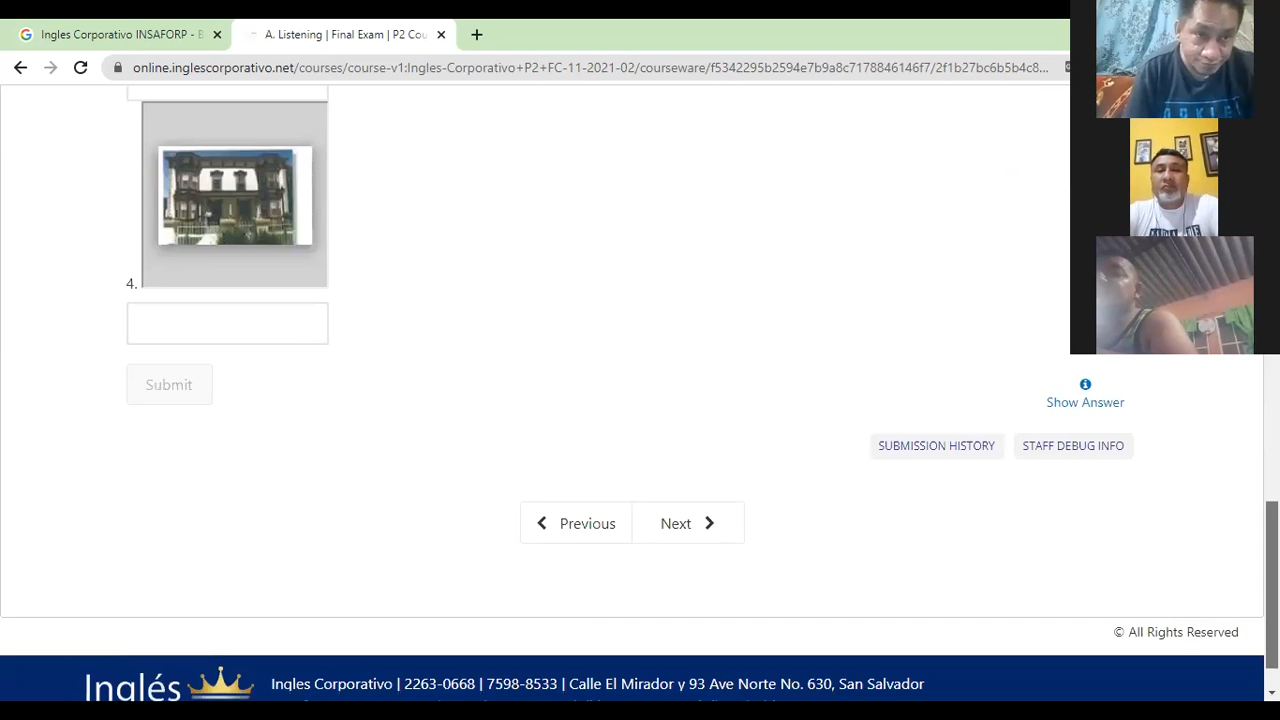 Ingles Corporativo INSAFORP - E
A. Listening | Final Exam | P2 Cou
online.inglescorporativo.net/courses/course-v1:Ingles-Corporativo+P2+FC-11-2021-02/courseware/f5342295b2594e7b9a8c7178846146f7/2f1b27bc6b5b4c8...
4.
Submit
Show Answer
SUBMISSION HISTORY
STAFF DEBUG INFO
Previous
Next
© All Rights Reserved
Inglés
Ingles Corporativo | 2263-0668 | 7598-8533 | Calle El Mirador y 93 Ave Norte No. 630, San Salvador